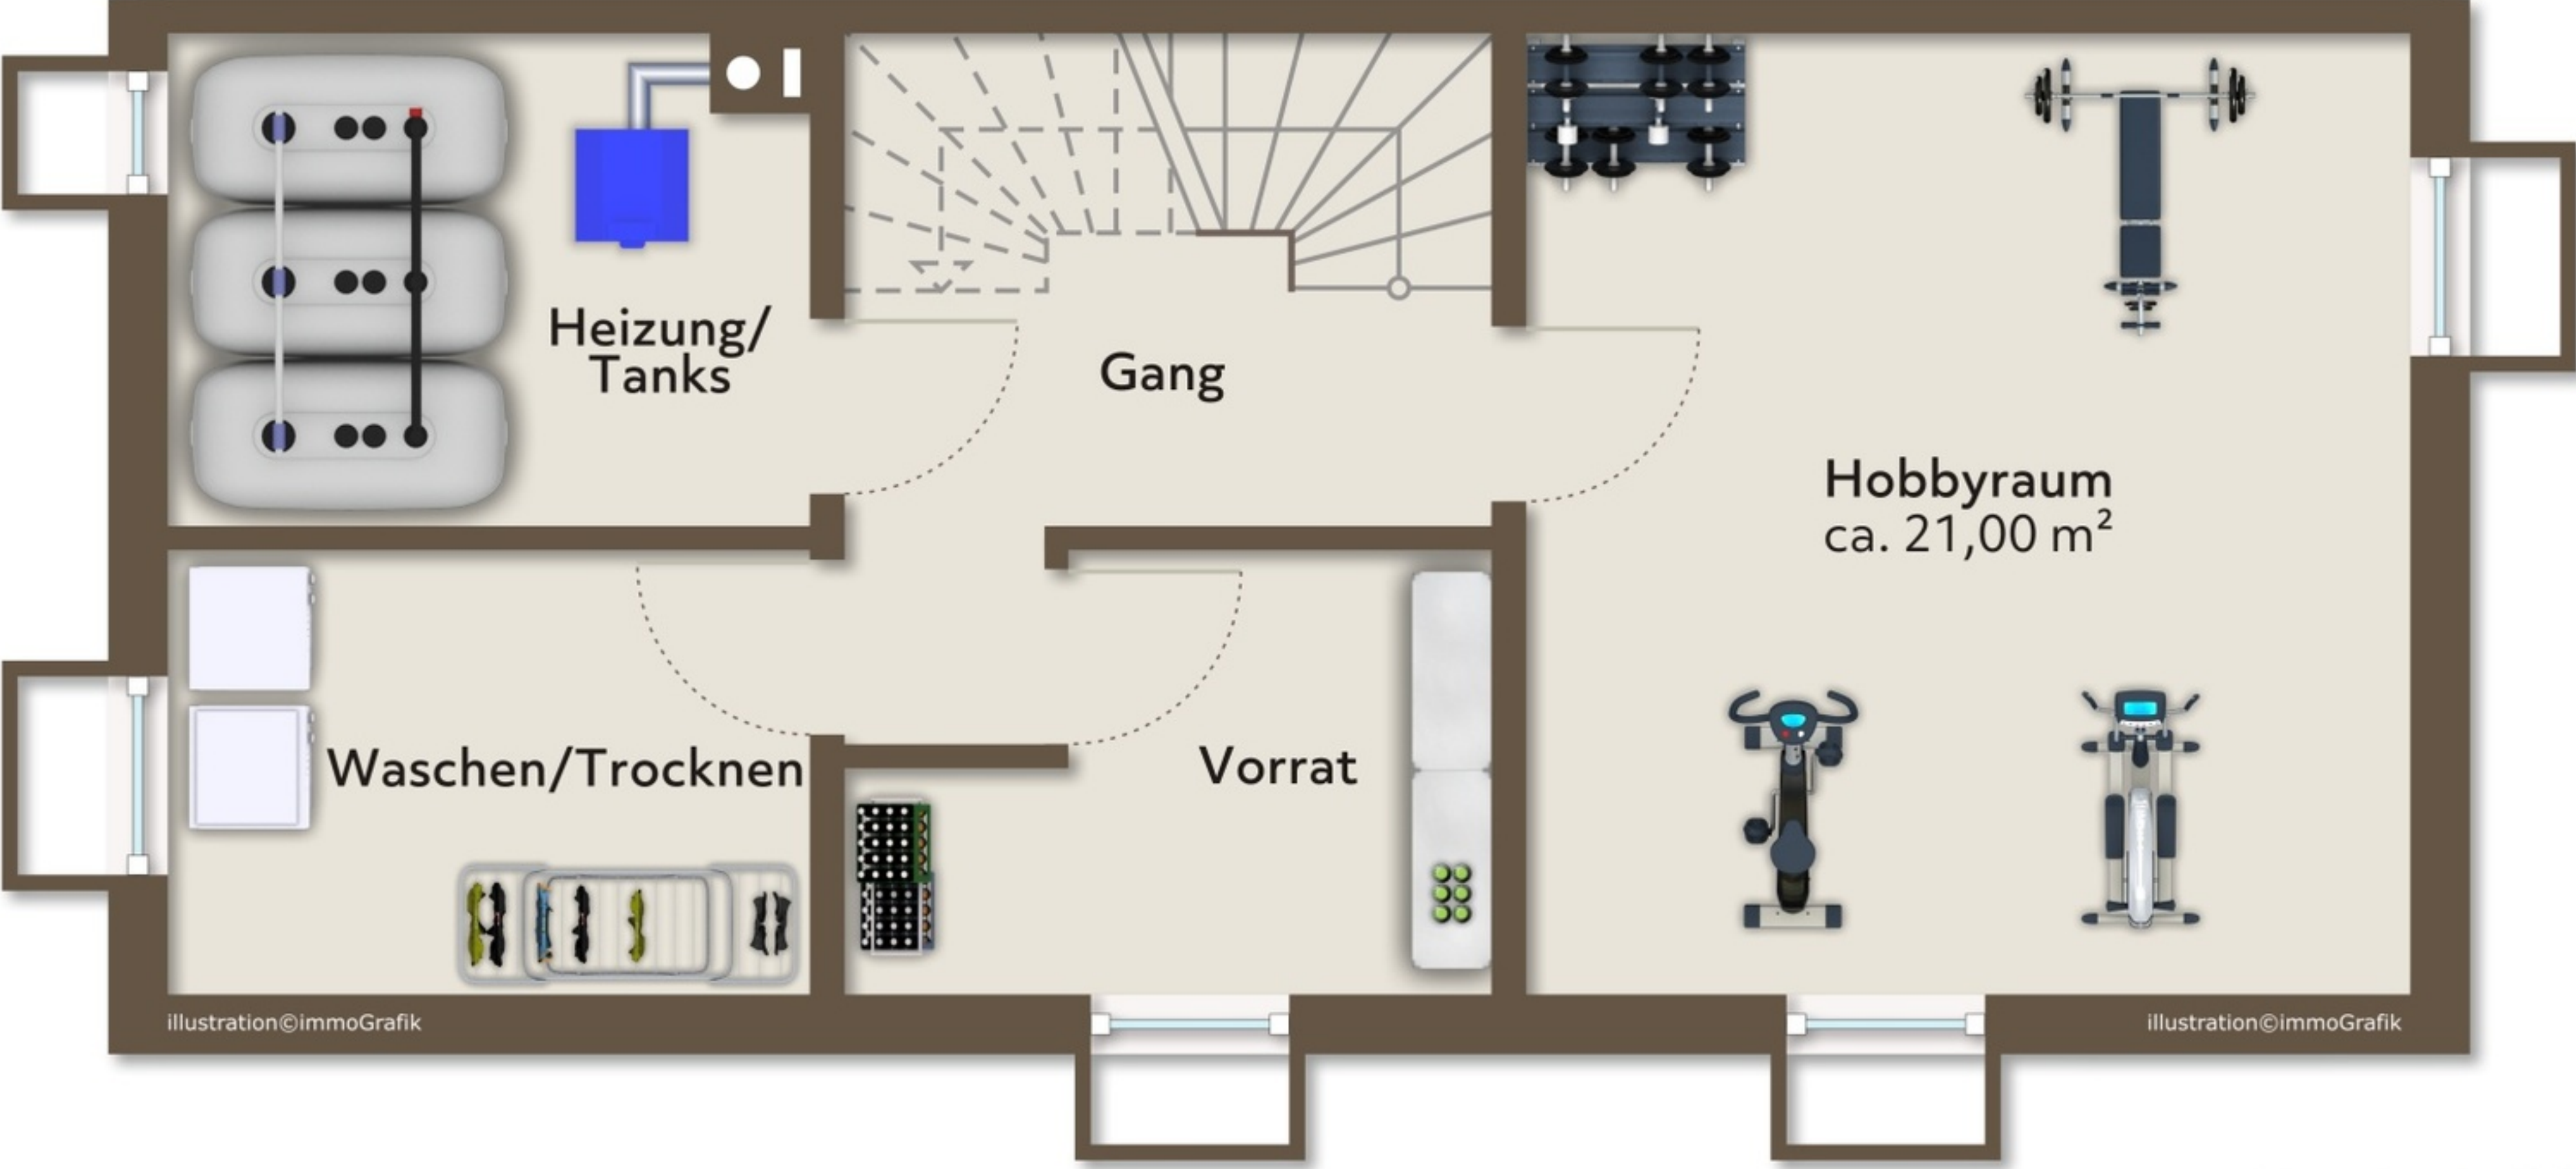 Heizung/
Tanks
Gang
Hobbyraum
ca. 21,00 m²
Waschen/Trocknen
Vorrat
illustration©immoGrafik
illustration©immoGrafik